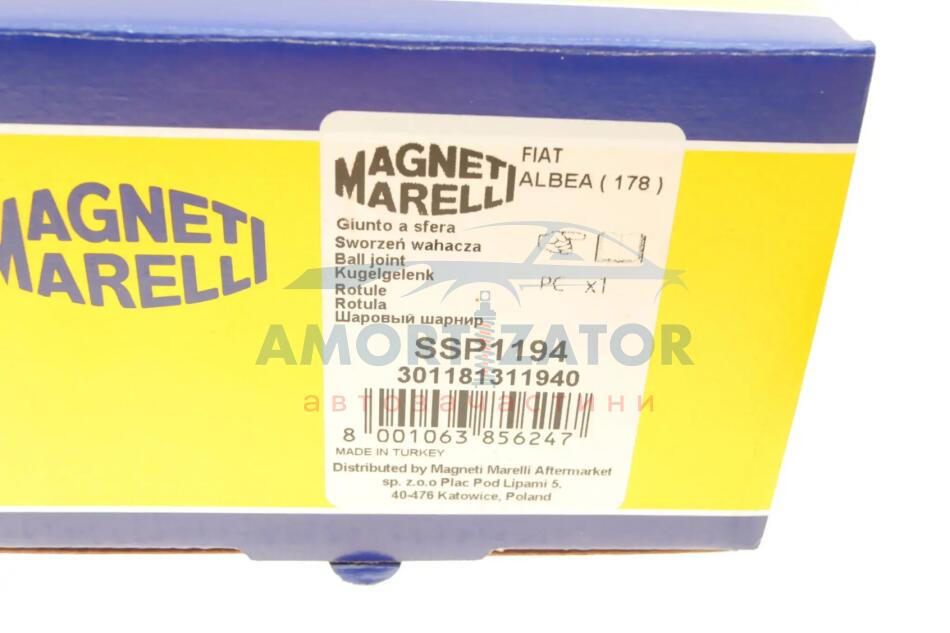 MAGNETI
MARELLI
MAGNETI
MARELLI
FIAT
ALBEA ( 178 )
Giunto a sfera
Sworzeń wahacza
Ball joint
Kugelgelenk
Rotule
Rotula
Шаровый шарнир
PC x1
AMORTIZATOR
SSP1194
301181311940
автозапчастини
8 001063 856247
MADE IN TURKEY
Distributed by Magneti Marelli Aftermarket
sp. z.o.o Plac Pod Lipami 5,
40-476 Katowice, Poland